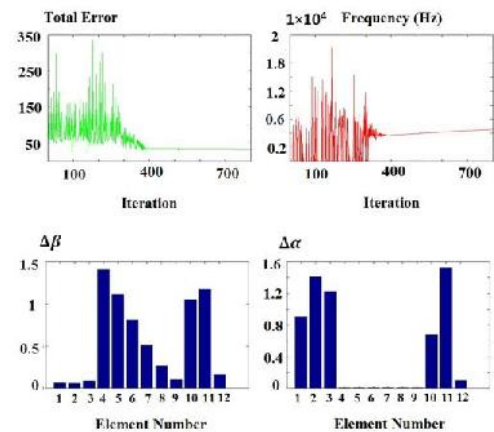 Total Error
350
250
150
50
100
400
700
Iteration
1×10⁴
Frequency (Hz)
2
1.8
1.2
0.6
0.2
100
400
700
Iteration
Δβ
1.5
1
0.5
0
1 2 3 4 5 6 7 8 9 10 11 12
Element Number
Δα
1.6
1.2
0.8
0.4
0
1 2 3 4 5 6 7 8 9 10 11 12
Element Number